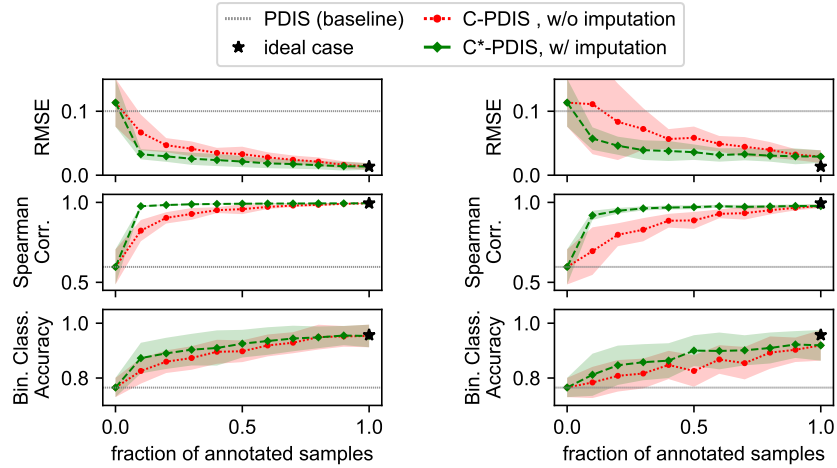 PDIS (baseline)
C-PDIS , w/o imputation
ideal case
C*-PDIS, w/ imputation
RMSE
0.1
0.0
RMSE
0.1
0.0
Spearman
Corr.
1.0
0.5
Spearman
Corr.
1.0
0.5
Bin. Class.
Accuracy
1.0
0.8
0.0
0.5
1.0
fraction of annotated samples
Bin. Class.
Accuracy
1.0
0.8
0.0
0.5
1.0
fraction of annotated samples